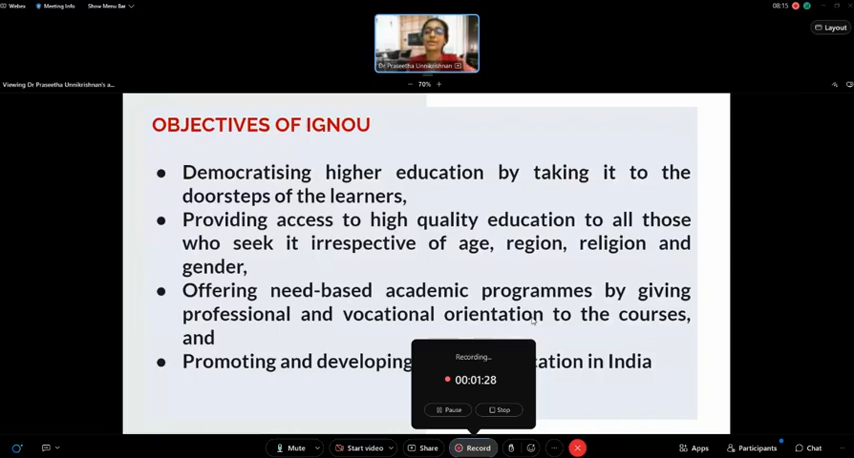 Webex
Meeting Info
Show Menu Bar
08:15
Layout
Dr Praseetha Unnikrishnan
Viewing Dr Praseetha Unnikrishnan's a...
70%
OBJECTIVES OF IGNOU
● Democratising higher education by taking it to the
doorsteps of the learners,
● Providing access to high quality education to all those
who seek it irrespective of age, region, religion and
gender,
● Offering need-based academic programmes by giving
professional and vocational orientation to the courses,
and
● Promoting and developing
cation in India
Recording...
00:01:28
Pause
Stop
Mute
Start video
Share
Record
Apps
Participants
Chat